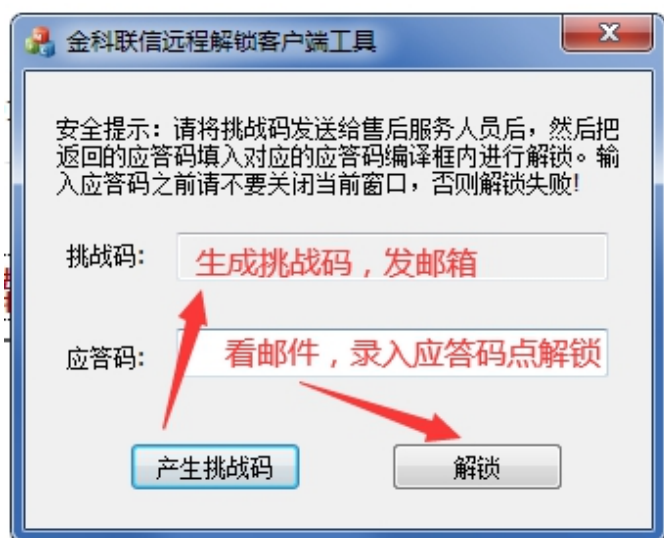 金科联信远程解锁客户端工具
安全提示：请将挑战码发送给售后服务人员后，然后把
返回的应答码填入对应的应答码编译框内进行解锁。输
入应答码之前请不要关闭当前窗口，否则解锁失败!
挑战码: 生成挑战码，发邮箱
应答码: 看邮件，录入应答码点解锁
产生挑战码 解锁